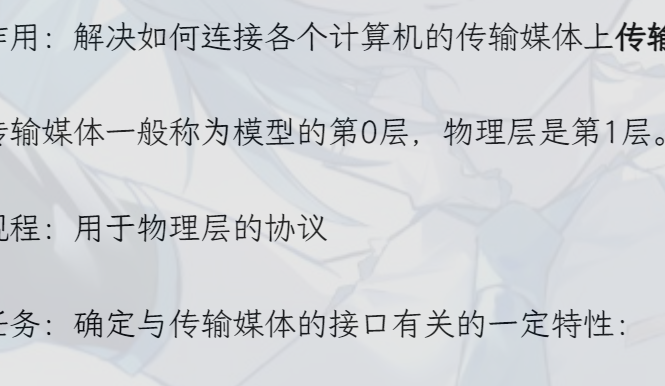 作用：解决如何连接各个计算机的传输媒体上传输
传输媒体一般称为模型的第0层，物理层是第1层。
规程：用于物理层的协议
任务：确定与传输媒体的接口有关的一定特性：